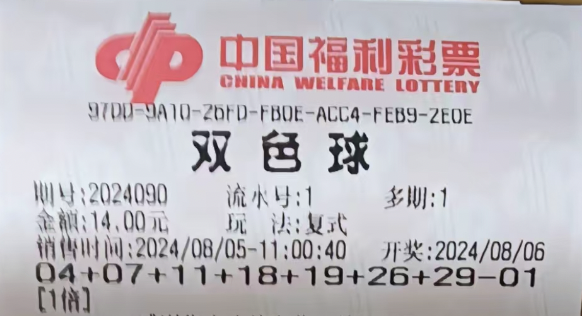 中国福利彩票
CHINA WELFARE LOTTERY
97DD-9A10-26FD-FB0E-ACC4-FEB9-2E0E
双色球
期号:2024090 流水号:1 多期:1
金额:14.00元 玩 法:复式
销售时间:2024/08/05-11:00:40 开奖:2024/08/06
04+07+11+18+19+26+29-01
[1倍]